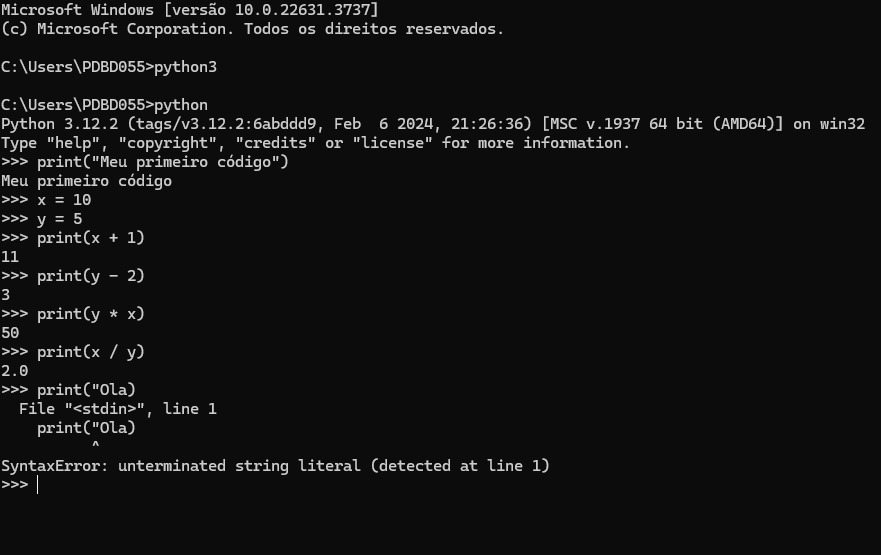 Microsoft Windows [versão 10.0.22631.3737]
(c) Microsoft Corporation. Todos os direitos reservados.
C:\Users\PDBD055>python3
C:\Users\PDBD055>python
Python 3.12.2 (tags/v3.12.2:6abddd9, Feb  6 2024, 21:26:36) [MSC v.1937 64 bit (AMD64)] on win32
Type "help", "copyright", "credits" or "license" for more information.
>>> print("Meu primeiro código")
Meu primeiro código
>>> x = 10
>>> y = 5
>>> print(x + 1)
11
>>> print(y - 2)
3
>>> print(y * x)
50
>>> print(x / y)
2.0
>>> print("Ola)
  File "<stdin>", line 1
    print("Ola)
          ^
SyntaxError: unterminated string literal (detected at line 1)
>>>